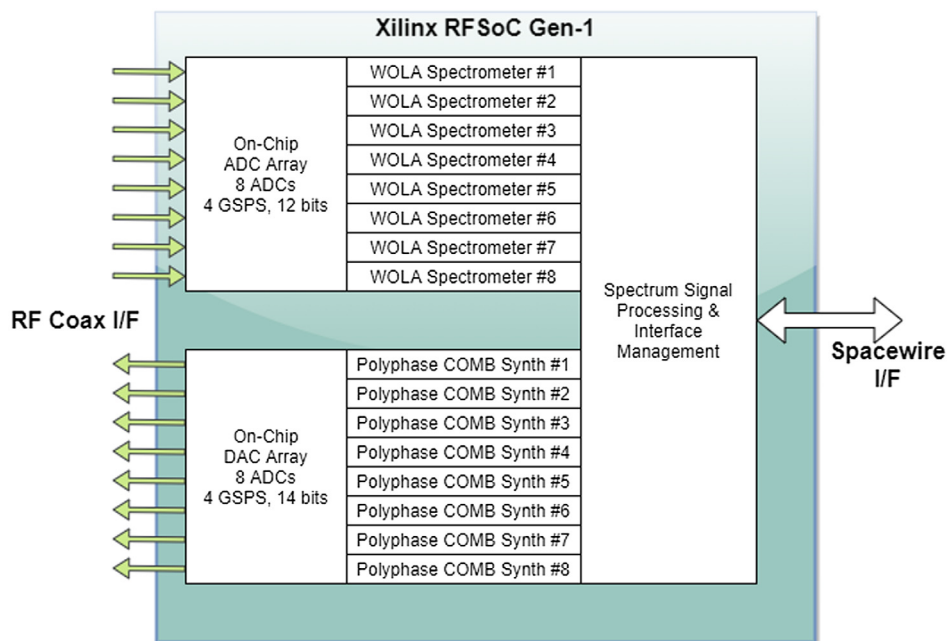 Xilinx RFSoC Gen-1
On-Chip
ADC Array
8 ADCs
4 GSPS, 12 bits
WOLA Spectrometer #1
WOLA Spectrometer #2
WOLA Spectrometer #3
WOLA Spectrometer #4
WOLA Spectrometer #5
WOLA Spectrometer #6
WOLA Spectrometer #7
WOLA Spectrometer #8
RF Coax I/F
Spectrum Signal
Processing &
Interface
Management
Spacewire
I/F
On-Chip
DAC Array
8 ADCs
4 GSPS, 14 bits
Polyphase COMB Synth #1
Polyphase COMB Synth #2
Polyphase COMB Synth #3
Polyphase COMB Synth #4
Polyphase COMB Synth #5
Polyphase COMB Synth #6
Polyphase COMB Synth #7
Polyphase COMB Synth #8